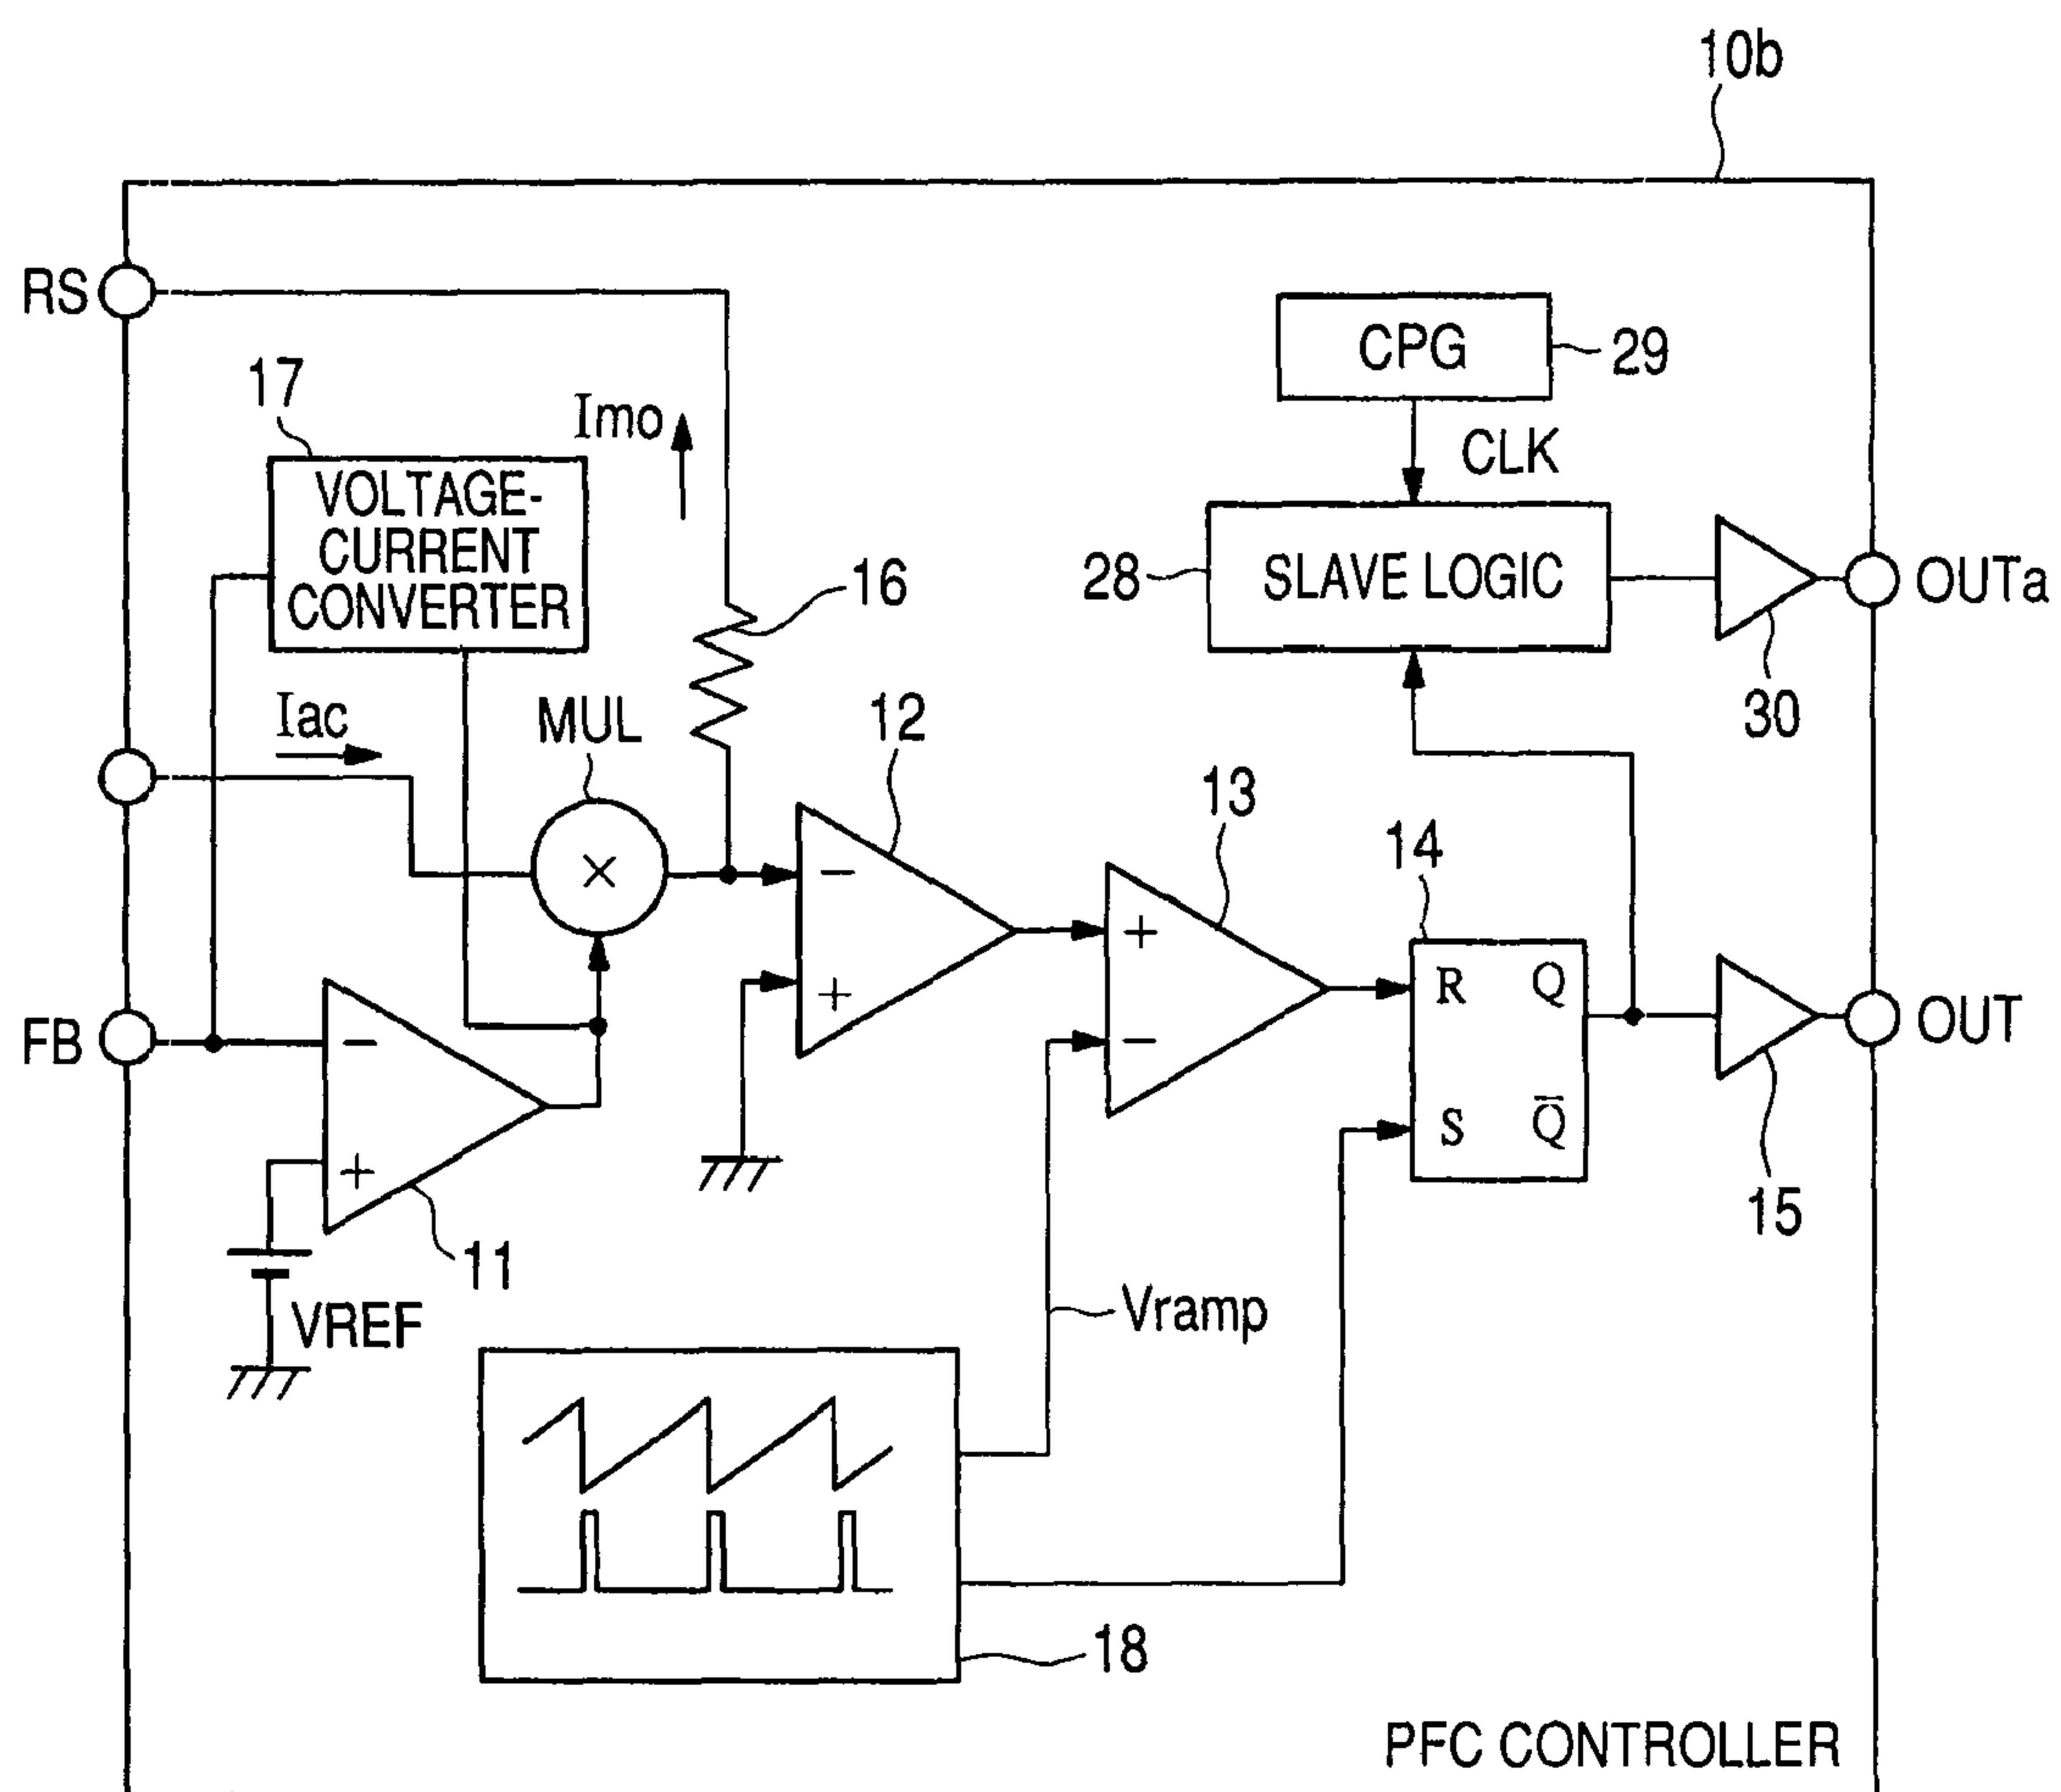 10b
RS
CPG
29
17
Imo
CLK
VOLTAGE-
CURRENT
CONVERTER
16
28
SLAVE LOGIC
OUTa
30
Iac
MUL
12
13
14
×
−
+
+
−
R Q
S Q̅
FB
−
+
OUT
15
11
VREF
Vramp
18
PFC CONTROLLER